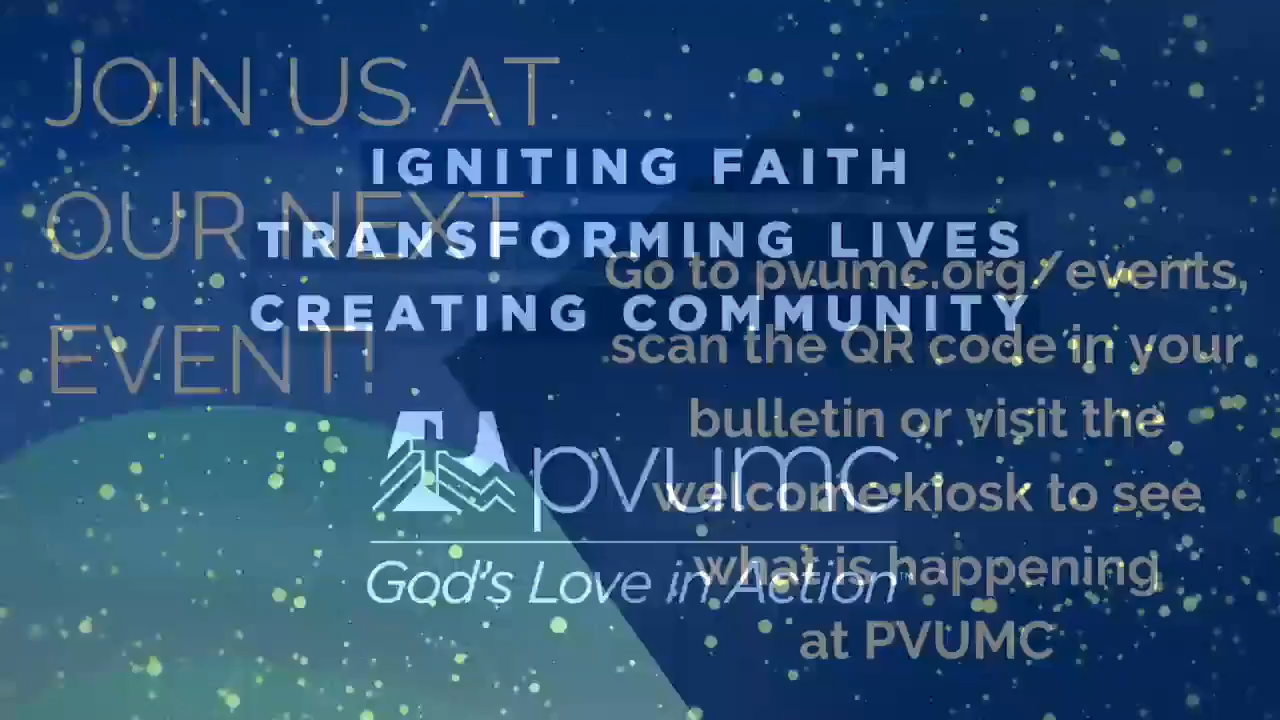 JOIN US AT
OUR NEXT
EVENT!
IGNITING FAITH
TRANSFORMING LIVES
CREATING COMMUNITY
Go to pvumc.org/events,
scan the QR code in your
bulletin or visit the
welcome kiosk to see
what is happening
at PVUMC
pvumc
God's Love in Action™